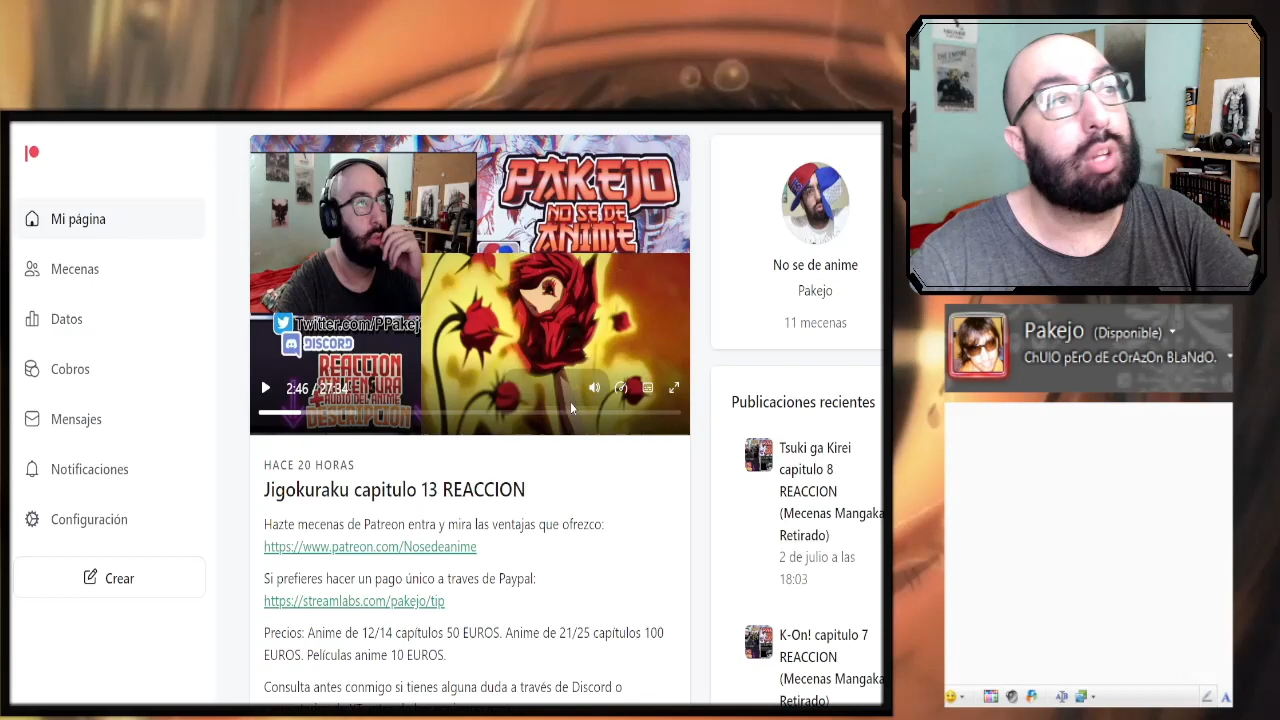 Mi página
Mecenas
Datos
Cobros
Mensajes
Notificaciones
Configuración
Crear
PAKEJO
NO SE DE
ANIME
Twitter.com/PPakejo
DISCORD
REACCION
DESCRIPCION
2:46 / 27:34
HACE 20 HORAS
Jigokuraku capitulo 13 REACCION
Hazte mecenas de Patreon entra y mira las ventajas que ofrezco:
https://www.patreon.com/Nosedeanime
Si prefieres hacer un pago único a traves de Paypal:
https://streamlabs.com/pakejo/tip
Precios: Anime de 12/14 capítulos 50 EUROS. Anime de 21/25 capítulos 100
EUROS. Películas anime 10 EUROS.
Consulta antes conmigo si tienes alguna duda a través de Discord o
No se de anime
Pakejo
11 mecenas
Publicaciones recientes
Tsuki ga Kirei
capitulo 8
REACCION
(Mecenas Mangaka
Retirado)
2 de julio a las
18:03
K-On! capitulo 7
REACCION
(Mecenas Mangaka
Retirado)
Pakejo (Disponible)
ChUlO pErO dE cOrAzOn BLaNdO.